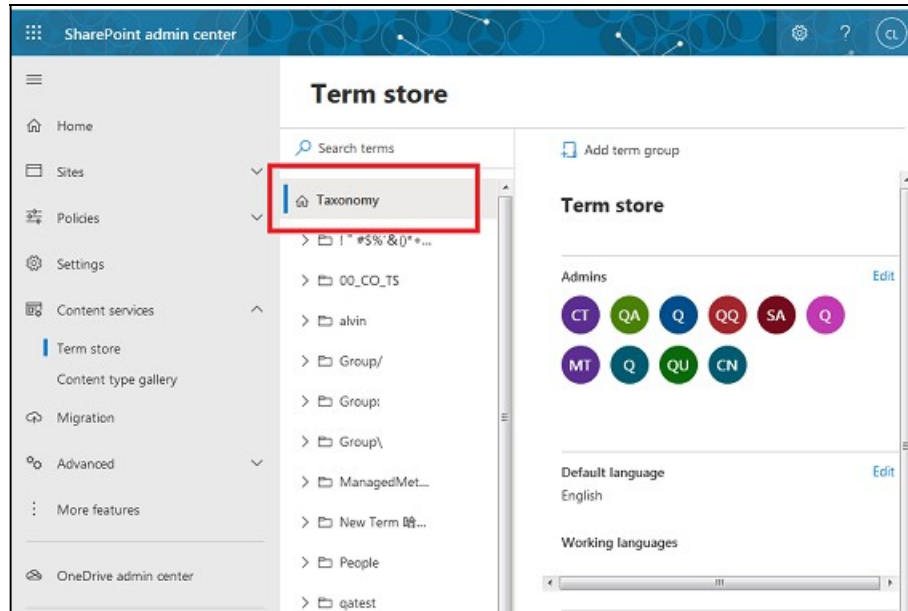 SharePoint admin center
?
CL
Home
Sites
Policies
Settings
Content services
Term store
Content type gallery
Migration
Advanced
More features
OneDrive admin center
Term store
Search terms
Taxonomy
00_CO_TS
alvin
Group/
Group:
Group\
ManagedMet...
New Term
People
qatest
Add term group
Term store
Admins
Edit
CT QA Q QQ SA Q
MT Q QU CN
Default language
Edit
English
Working languages